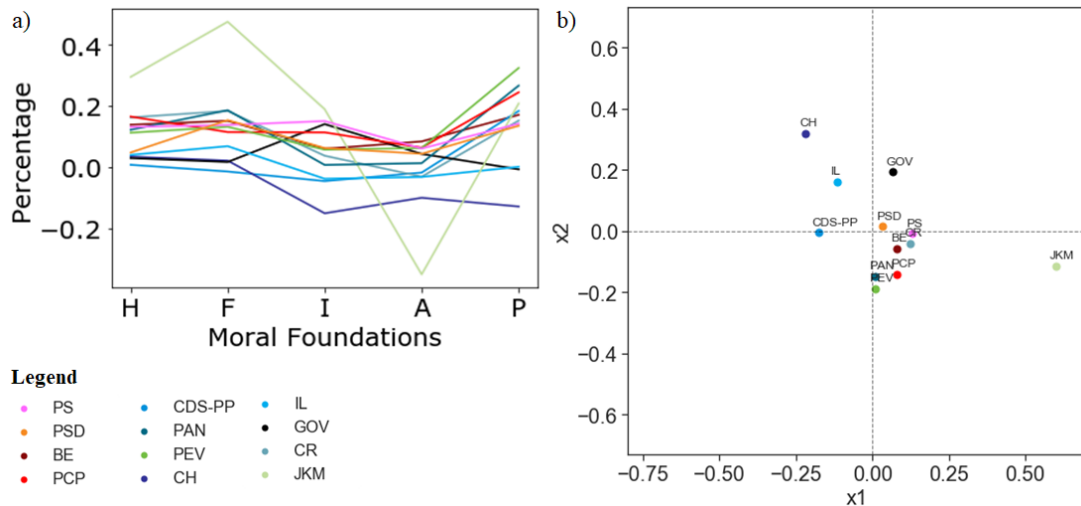 a)
Percentage
0.4
0.2
0.0
−0.2
H F I A P
Moral Foundations
Legend
PS
PSD
BE
PCP
CDS-PP
PAN
PEV
CH
IL
GOV
CR
JKM
b)
x2
0.6
0.4
0.2
0.0
−0.2
−0.4
−0.6
CH
IL
GOV
CDS-PP
PSD
PS
CR
BE
JKM
PAN
PCP
PEV
−0.75 −0.50 −0.25 0.00 0.25 0.50
x1